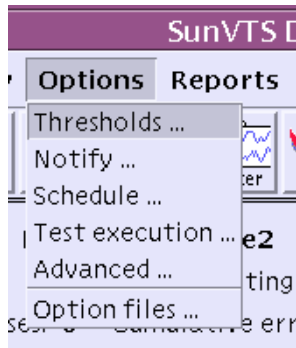 SunVTS
Options Reports
Thresholds ...
Notify ...
Schedule ...
Test execution ...
Advanced ...
Option files ...